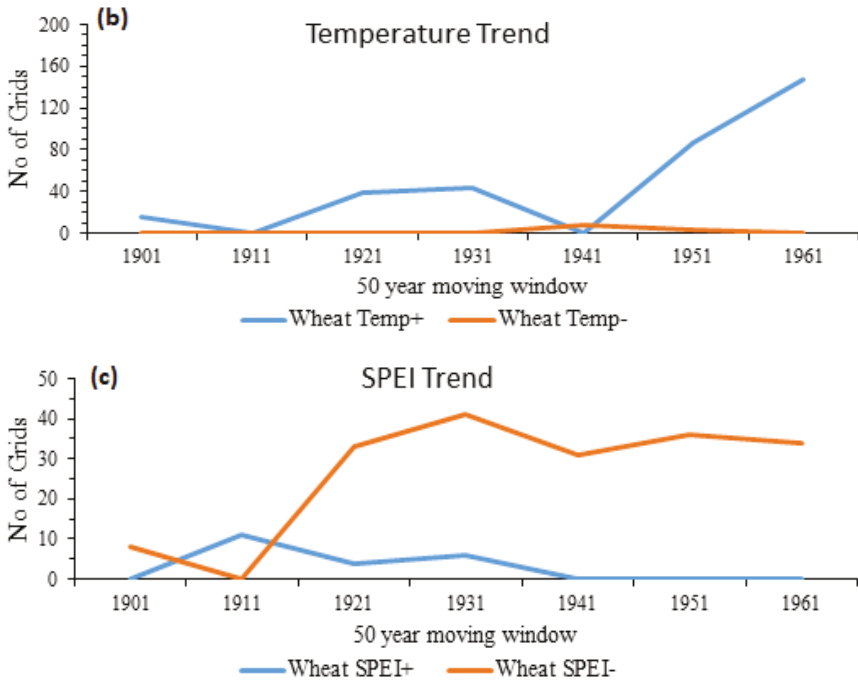 (b)
Temperature Trend
No of Grids
200
160
120
80
40
0
1901 1911 1921 1931 1941 1951 1961
50 year moving window
Wheat Temp+ Wheat Temp-
(c)
SPEI Trend
No of Grids
50
40
30
20
10
0
1901 1911 1921 1931 1941 1951 1961
50 year moving window
Wheat SPEI+ Wheat SPEI-